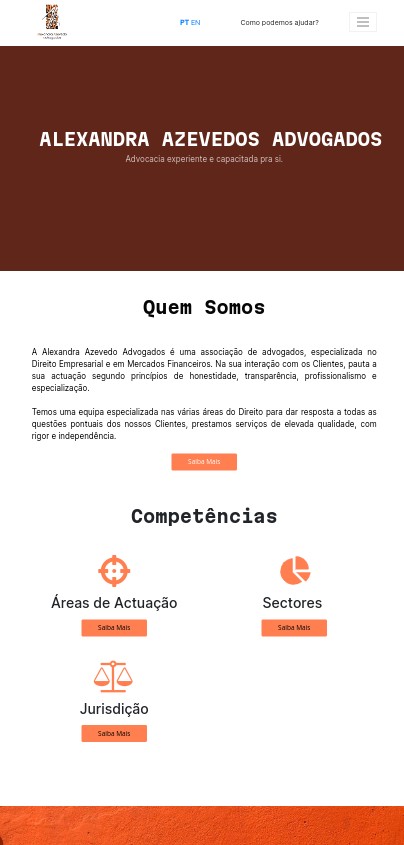 PT EN
Como podemos ajudar?
ALEXANDRA AZEVEDOS ADVOGADOS
Advocacia experiente e capacitada pra si.
Quem Somos
A Alexandra Azevedo Advogados é uma associação de advogados, especializada no
Direito Empresarial e em Mercados Financeiros. Na sua interação com os Clientes, pauta a
sua actuação segundo princípios de honestidade, transparência, profissionalismo e
especialização.
Temos uma equipa especializada nas várias áreas do Direito para dar resposta a todas as
questões pontuais dos nossos Clientes, prestamos serviços de elevada qualidade, com
rigor e independência.
Saiba Mais
Competências
Áreas de Actuação
Saiba Mais
Sectores
Saiba Mais
Jurisdição
Saiba Mais